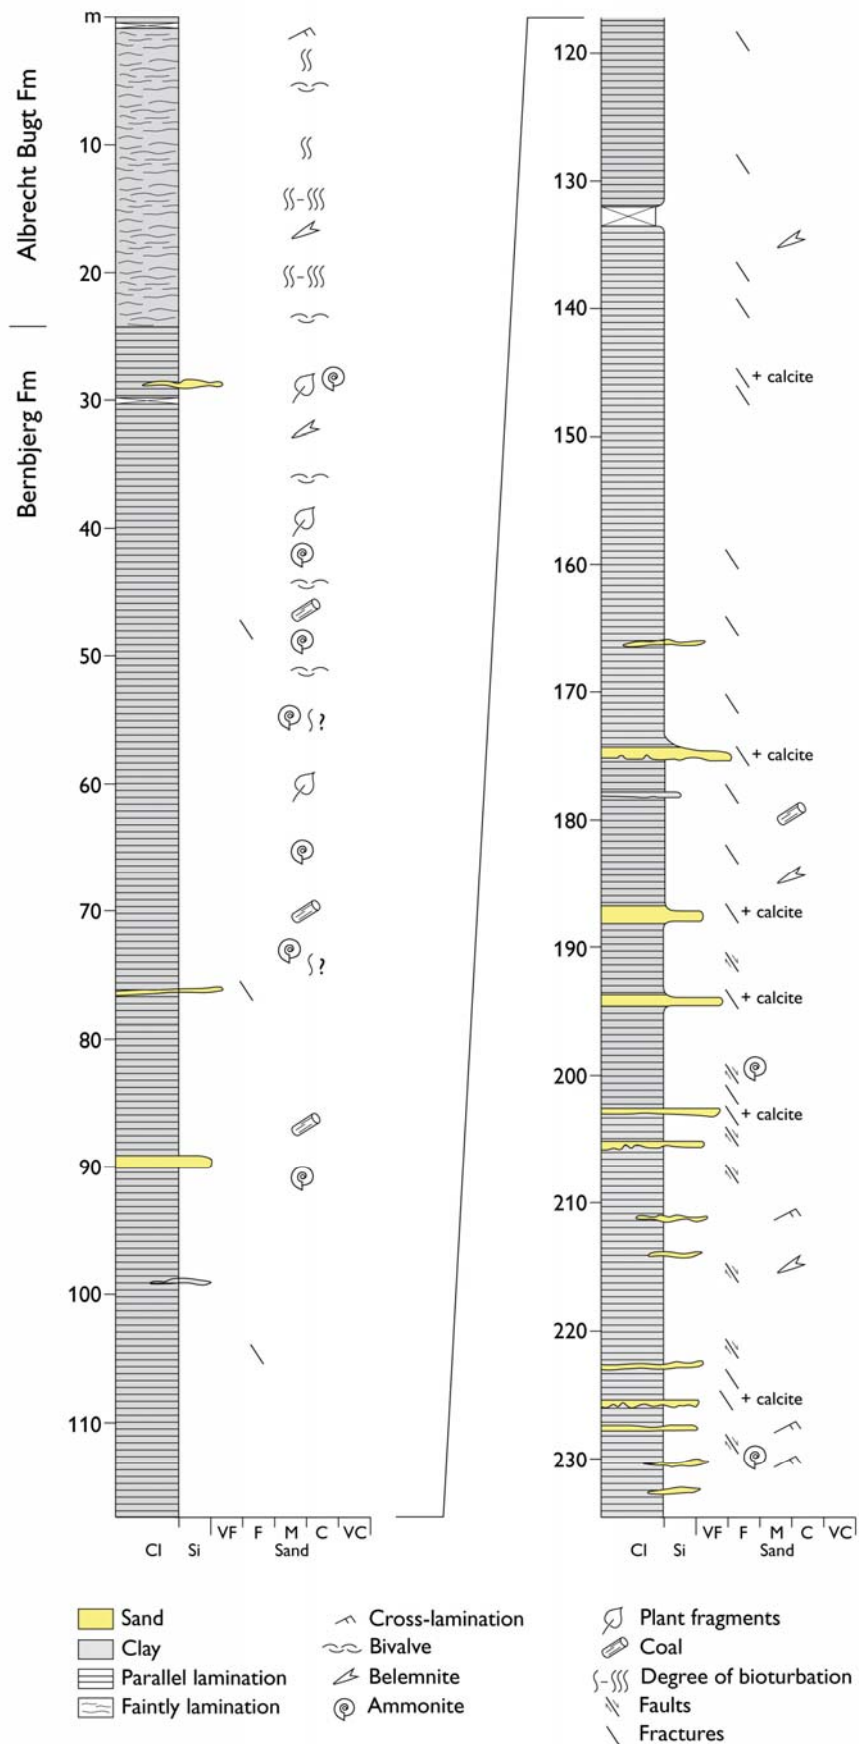 m
10
20
30
40
50
60
70
80
90
100
110
Albrecht Bugt Fm
Bernbjerg Fm
?
?
Cl Si VF F M C VC
Sand
120
130
140
150
160
170
180
190
200
210
220
230
+ calcite
+ calcite
+ calcite
+ calcite
+ calcite
+ calcite
Cl Si VF F M C VC
Sand
Sand
Clay
Parallel lamination
Faintly lamination
Cross-lamination
Bivalve
Belemnite
Ammonite
Plant fragments
Coal
Degree of bioturbation
Faults
Fractures